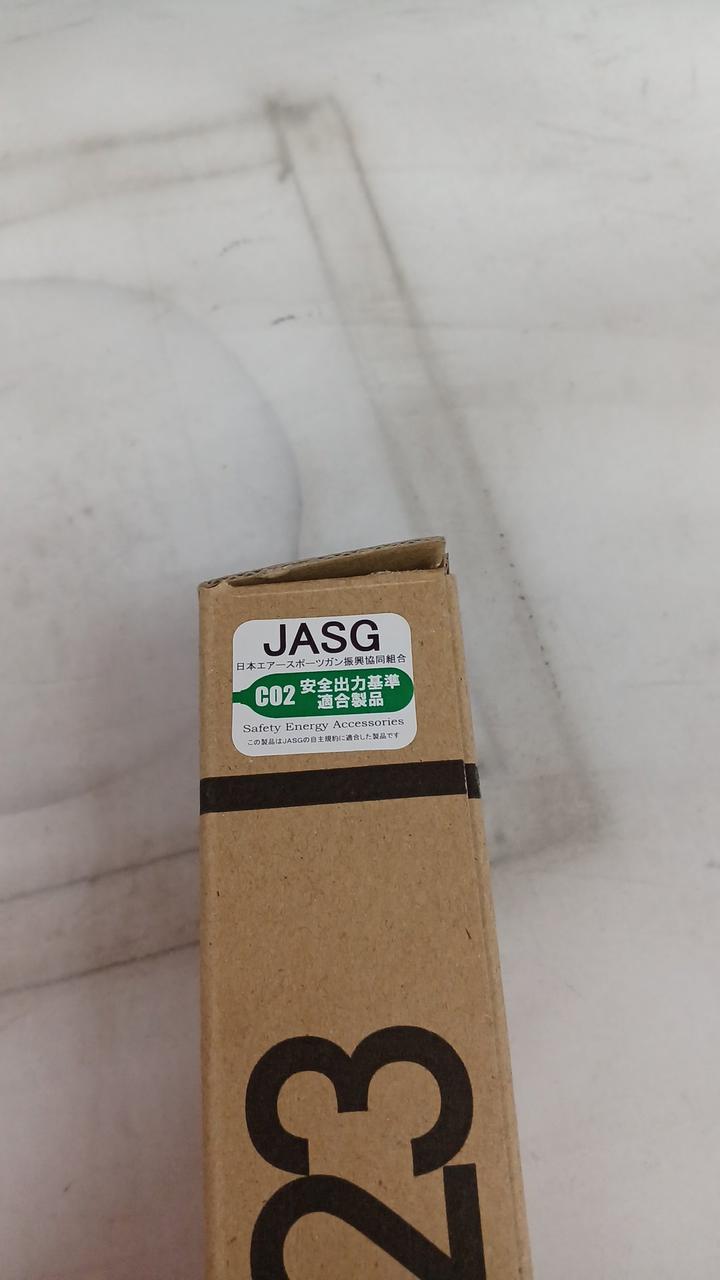 JASG
日本エアースポーツガン振興協同組合
CO2 安全出力基準
適合製品
Safety Energy Accessories
この製品はJASGの自主規約に適合した製品です
23